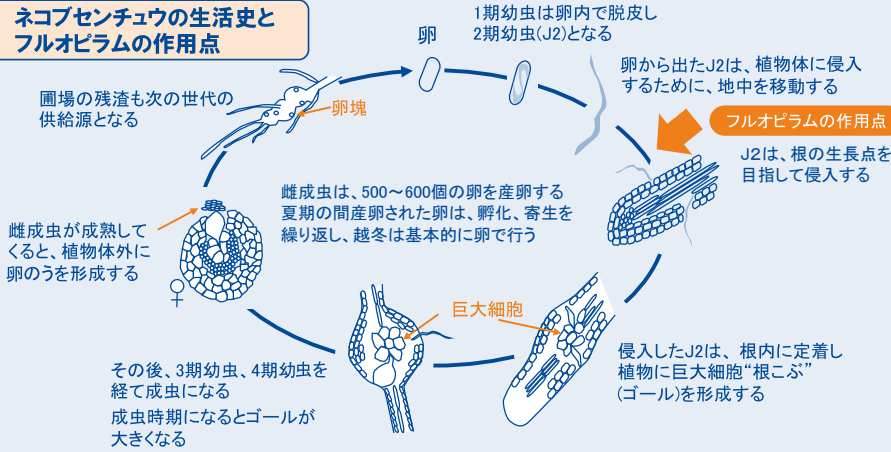 ネコブセンチュウの生活史と
フルオピラムの作用点
卵
1期幼虫は卵内で脱皮し
2期幼虫(J2)となる
卵から出たJ2は、植物体に侵入
するために、地中を移動する
フルオピラムの作用点
J2は、根の生長点を
目指して侵入する
圃場の残渣も次の世代の
供給源となる
卵塊
雌成虫は、500〜600個の卵を産卵する
夏期の間産卵された卵は、孵化、寄生を
繰り返し、越冬は基本的に卵で行う
雌成虫が成熟して
くると、植物体外に
卵のうを形成する
♀
巨大細胞
侵入したJ2は、根内に定着し
植物に巨大細胞“根こぶ”
(ゴール)を形成する
その後、3期幼虫、4期幼虫を
経て成虫になる
成虫時期になるとゴールが
大きくなる